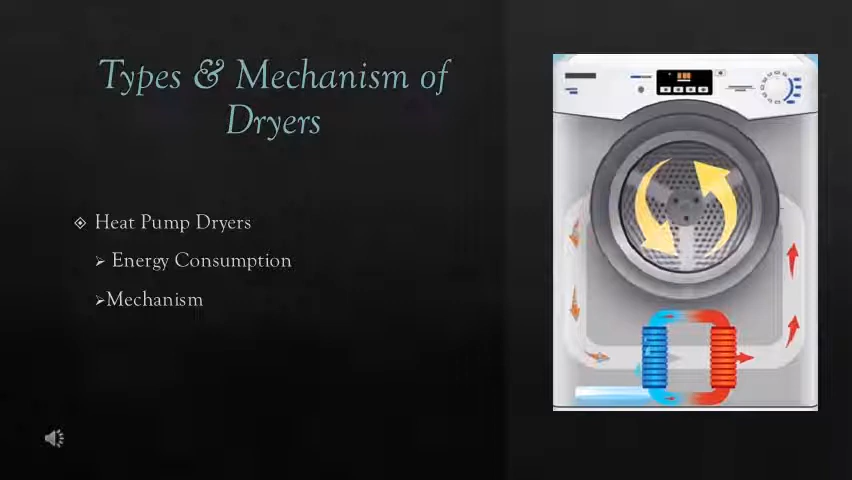 Types & Mechanism of
Dryers
Heat Pump Dryers
Energy Consumption
Mechanism